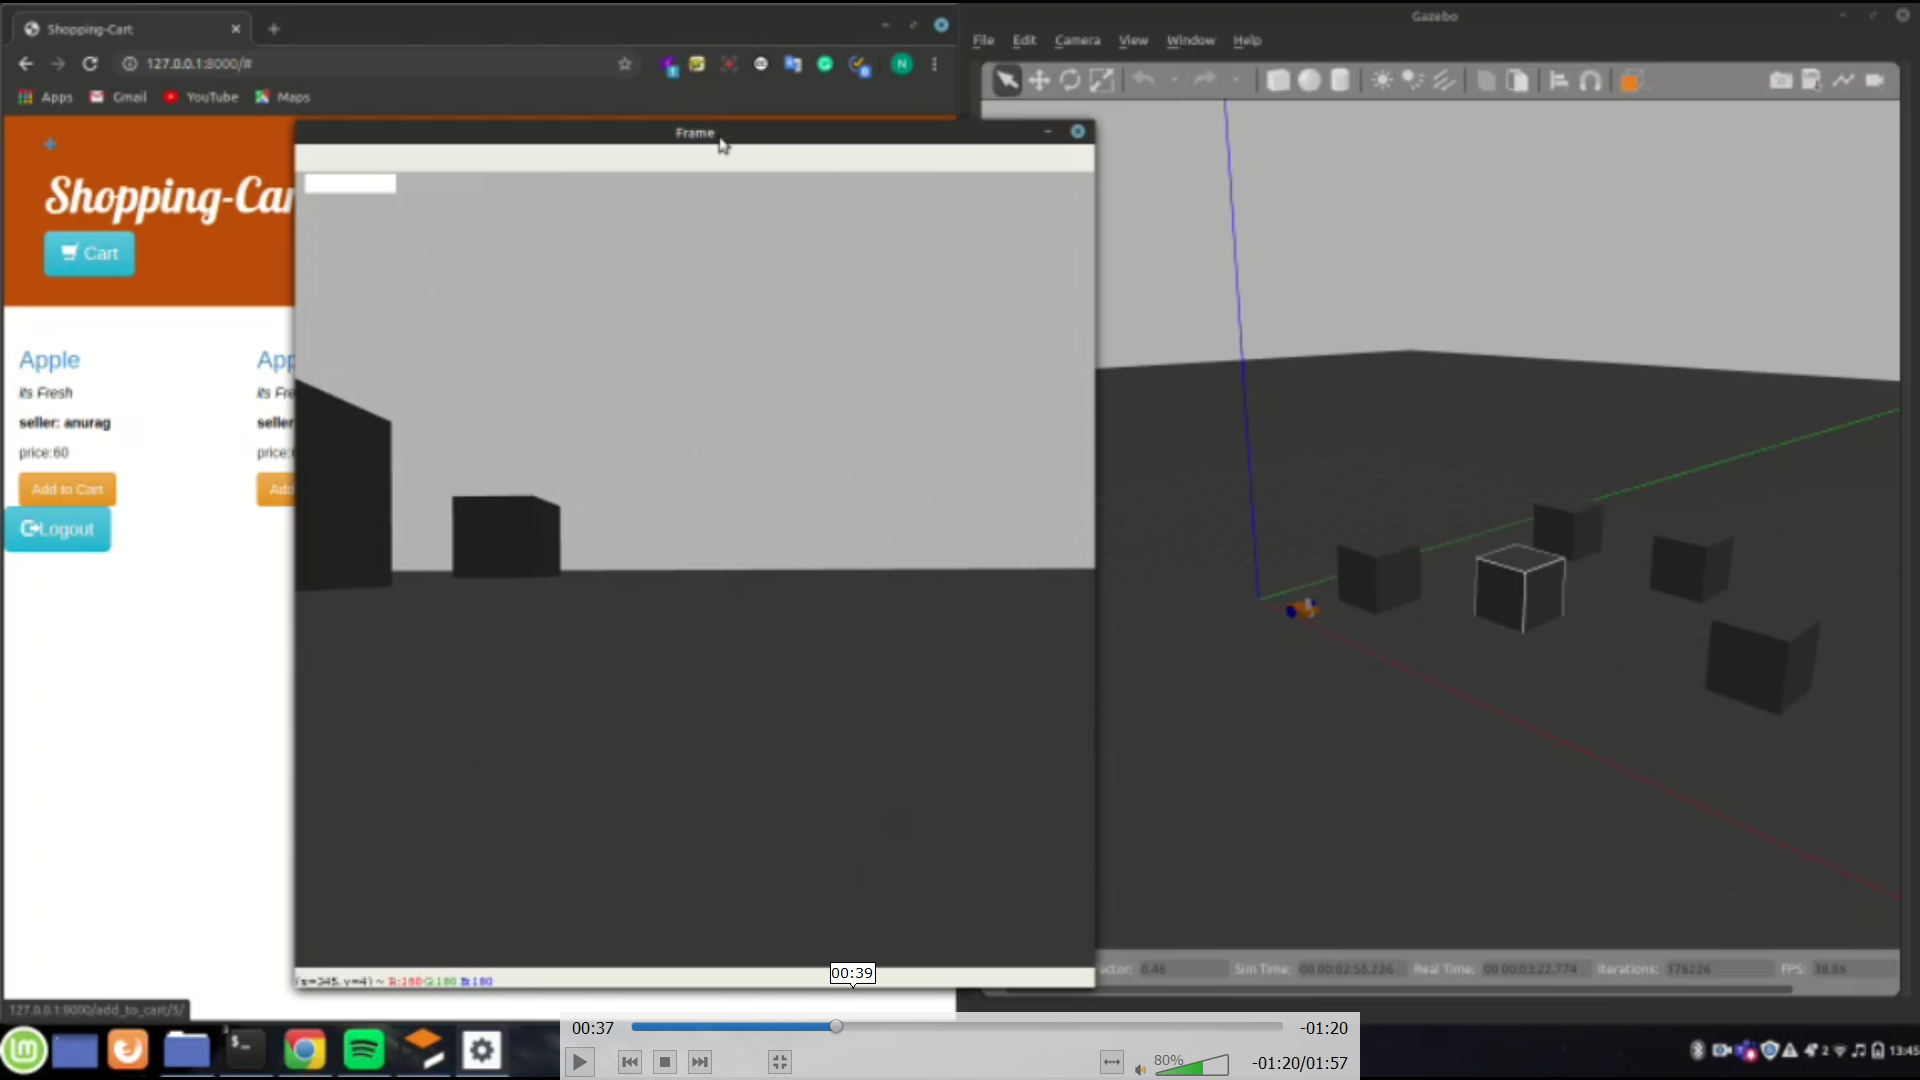 Shopping-Cart
127.0.0.1:8000/#
Apps Gmail YouTube Maps
Gazebo
File Edit Camera View Window Help
Frame
Shopping-Car
Cart
Apple
its Fresh
seller: anurag
price:60
Add to Cart
Logout
App
its Fre
seller
price:
Add
(x=345, y=4) ~ R:180 G:180 B:180
127.0.0.1:8000/add_to_cart/5/
actor: 0.46 Sim Time: 00 00:02:55.226 Real Time: 00 00:03:22.774 Iterations: 176226 FPS: 38.86
00:39
00:37 -01:20
80% -01:20/01:57
2 13:45